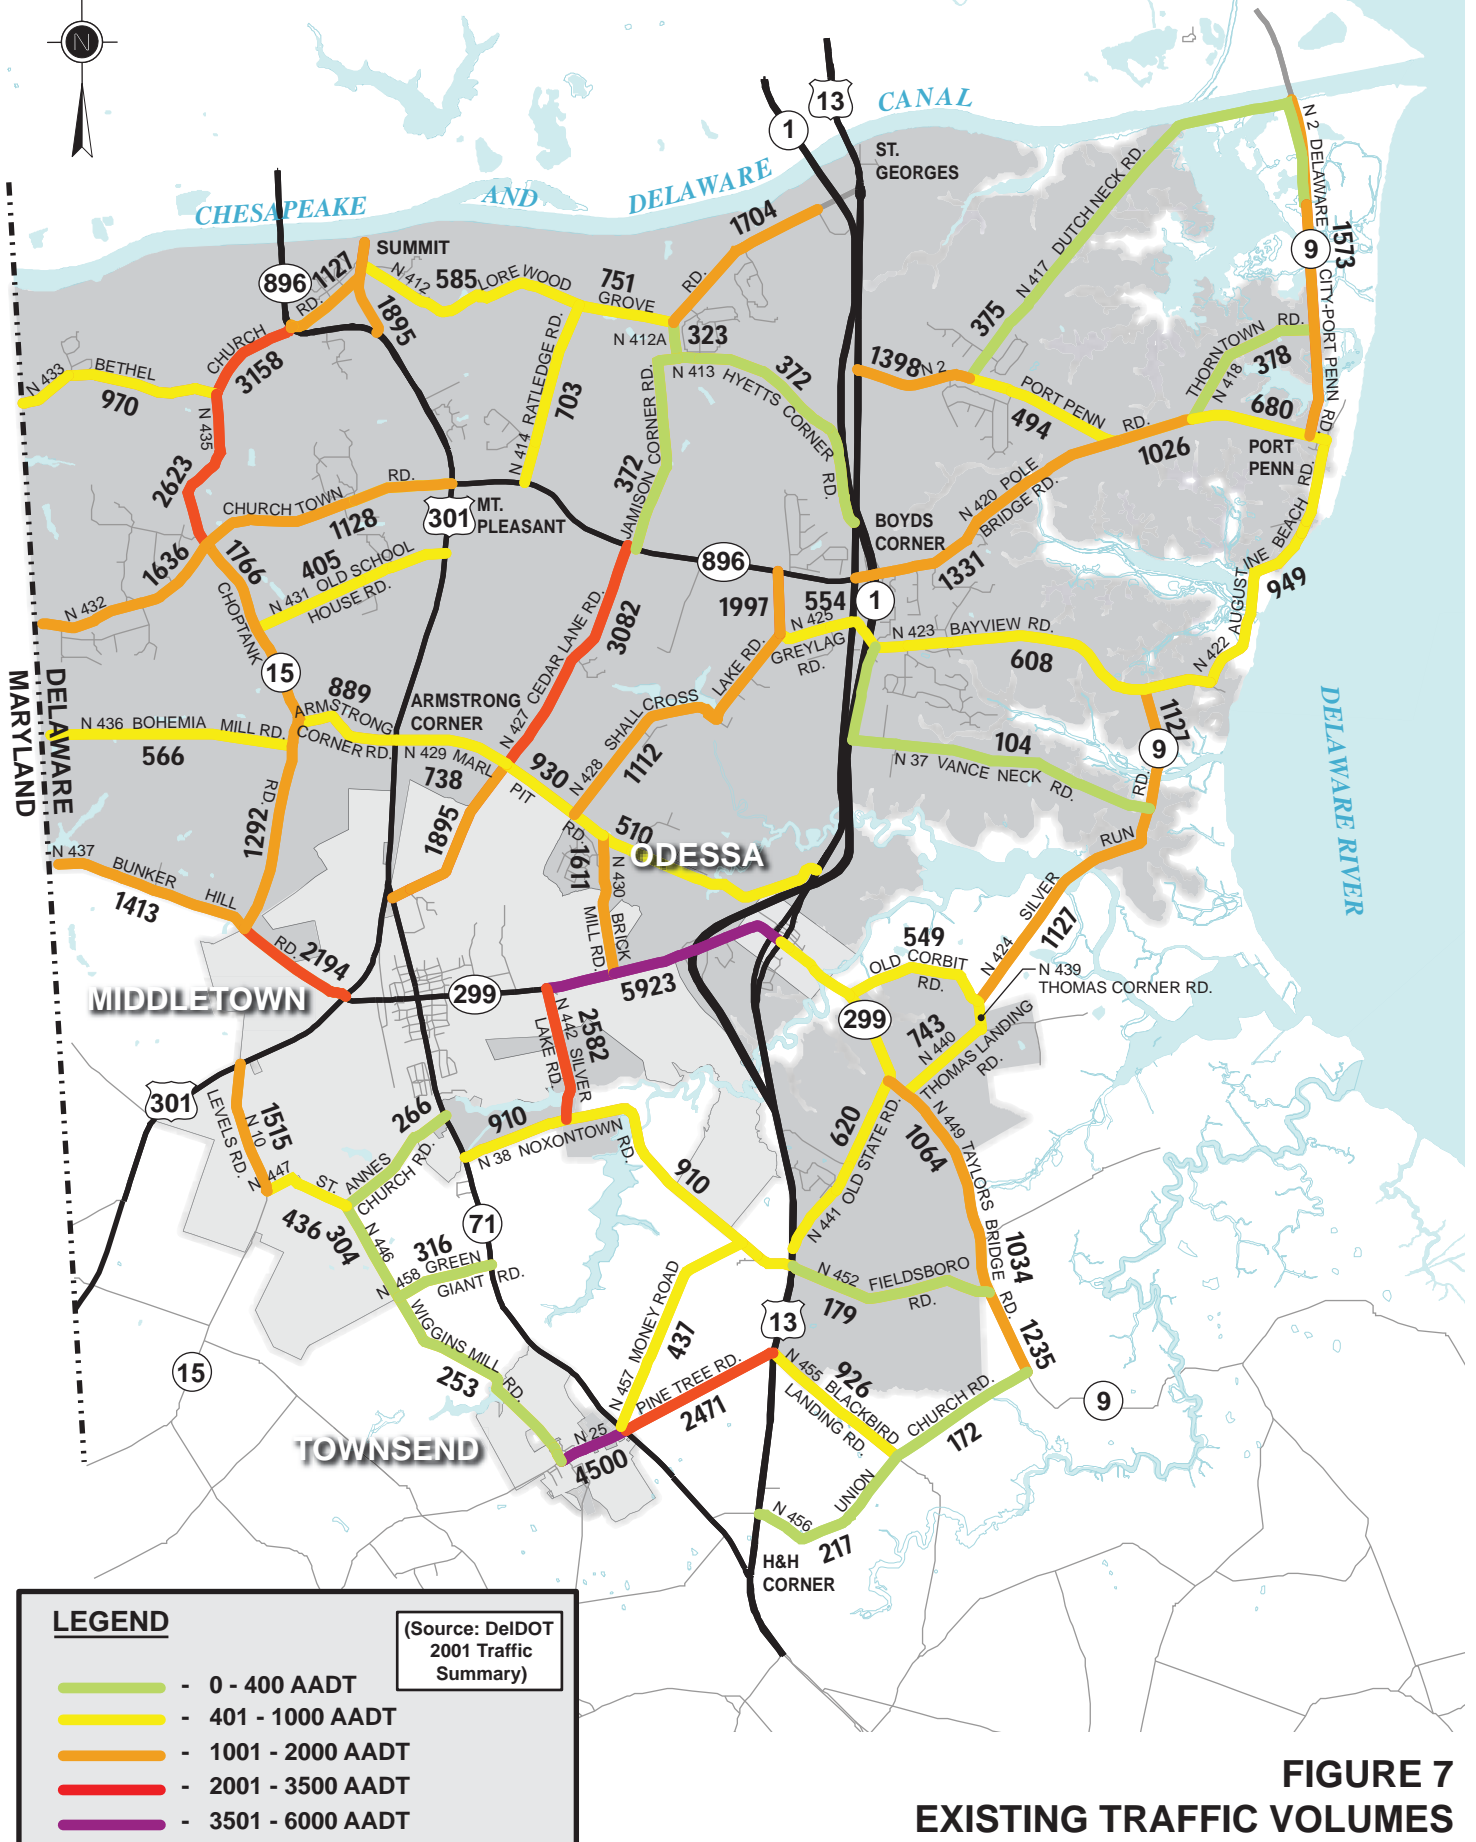 N
13
1
CANAL
ST.
GEORGES
CHESAPEAKE
AND
DELAWARE
1704
N 2 DELAWARE
CITY-PORT PENN RD.
9
1573
SUMMIT
896
1127
RD.
1895
N 412
585
LORE WOOD
751
GROVE
RD.
N 417 DUTCH NECK RD.
375
CHURCH
3158
N 433
BETHEL
970
N 435
N 412A
323
N 413 HYETTS CORNER RD.
372
N 414 RATLEDGE RD.
703
JAMISON CORNER RD.
372
1398
N 2
PORT PENN
RD.
494
THORNTOWN RD.
N 418
378
680
1026
PORT
PENN
2623
CHURCH TOWN
RD.
1128
301
MT.
PLEASANT
N 420 POLE
BRIDGE RD.
BOYDS
CORNER
1331
896
1636
1766
405
N 431 OLD SCHOOL
HOUSE RD.
N 432
CHOPTANK
15
RD.
1292
3082
N 427 CEDAR LANE RD.
1997
554
N 425
GREYLAG
RD.
1
N 423 BAYVIEW RD.
608
N 422 AUGUST INE BEACH RD.
949
DELAWARE
MARYLAND
889
ARMSTRONG
CORNER RD.
ARMSTRONG
CORNER
N 436 BOHEMIA MILL RD.
566
N 429 MARL
PIT
RD.
738
930
N 428 SHALLCROSS
LAKE RD.
1112
104
N 37 VANCE NECK RD.
1127
9
RD.
DELAWARE RIVER
1895
510
ODESSA
N 437
BUNKER
HILL
RD.
1413
2194
1611
N 430 BRICK
MILL RD.
RUN
SILVER
N 424
1127
549
OLD CORBIT
RD.
N 439
THOMAS CORNER RD.
MIDDLETOWN
299
5923
299
743
N 440
THOMAS LANDING
RD.
2582
N 442 SILVER
LAKE RD.
301
1515
N 10
LEVELS RD.
266
910
N 38 NOXONTOWN
RD.
620
N 441 OLD STATE RD.
1064
N 449 TAYLORS BRIDGE RD.
N 447
ST. ANNES
CHURCH RD.
436
304
N 446
910
71
316
N 458 GREEN
GIANT RD.
1034
N 452 FIELDSBORO
RD.
179
1235
13
WIGGINS MILL
RD.
253
N 457 MONEY ROAD
437
15
PINE TREE RD.
2471
N 455 BLACKBIRD
LANDING RD.
926
UNION
CHURCH RD.
172
9
TOWNSEND
N 25
4500
N 456
217
H&H
CORNER
LEGEND
(Source: DelDOT
2001 Traffic
Summary)
- 0 - 400 AADT
- 401 - 1000 AADT
- 1001 - 2000 AADT
- 2001 - 3500 AADT
- 3501 - 6000 AADT
FIGURE 7
EXISTING TRAFFIC VOLUMES